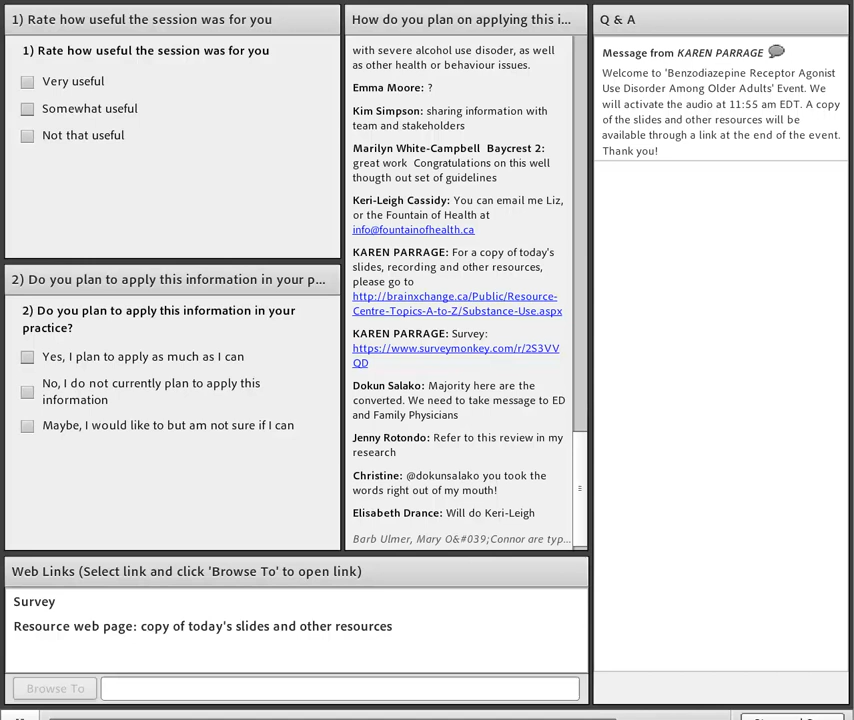 1) Rate how useful the session was for you
1) Rate how useful the session was for you
Very useful
Somewhat useful
Not that useful
2) Do you plan to apply this information in your p...
2) Do you plan to apply this information in your
practice?
Yes, I plan to apply as much as I can
No, I do not currently plan to apply this
information
Maybe, I would like to but am not sure if I can
How do you plan on applying this i...
with severe alcohol use disoder, as well
as other health or behaviour issues.
Emma Moore: ?
Kim Simpson: sharing information with
team and stakeholders
Marilyn White-Campbell Baycrest 2:
great work Congratulations on this well
thougth out set of guidelines
Keri-Leigh Cassidy: You can email me Liz,
or the Fountain of Health at
info@fountainofhealth.ca
KAREN PARRAGE: For a copy of today's
slides, recording and other resources,
please go to
http://brainxchange.ca/Public/Resource-
Centre-Topics-A-to-Z/Substance-Use.aspx
KAREN PARRAGE: Survey:
https://www.surveymonkey.com/r/2S3VV
QD
Dokun Salako: Majority here are the
converted. We need to take message to ED
and Family Physicians
Jenny Rotondo: Refer to this review in my
research
Christine: @dokunsalako you took the
words right out of my mouth!
Elisabeth Drance: Will do Keri-Leigh
Barb Ulmer, Mary O&#039;Connor are typ...
Q & A
Message from KAREN PARRAGE
Welcome to 'Benzodiazepine Receptor Agonist
Use Disorder Among Older Adults' Event. We
will activate the audio at 11:55 am EDT. A copy
of the slides and other resources will be
available through a link at the end of the event.
Thank you!
Web Links (Select link and click 'Browse To' to open link)
Survey
Resource web page: copy of today's slides and other resources
Browse To